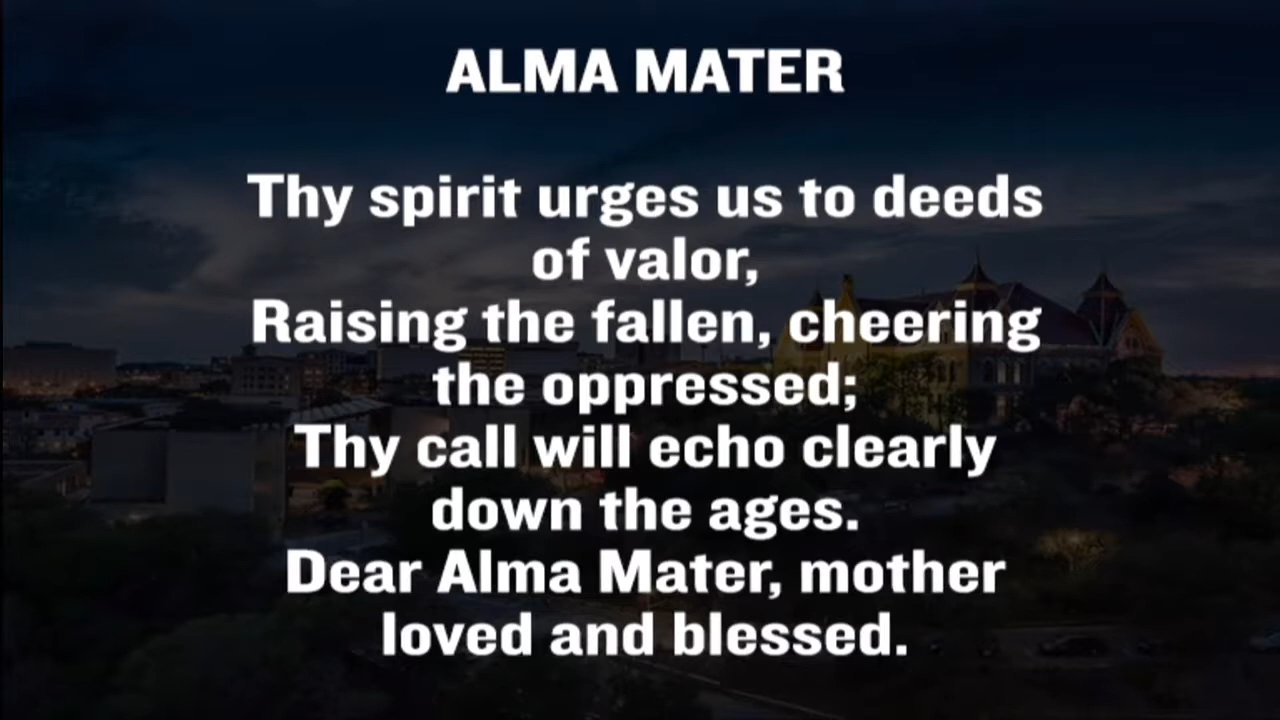 ALMA MATER
Thy spirit urges us to deeds
of valor,
Raising the fallen, cheering
the oppressed;
Thy call will echo clearly
down the ages.
Dear Alma Mater, mother
loved and blessed.